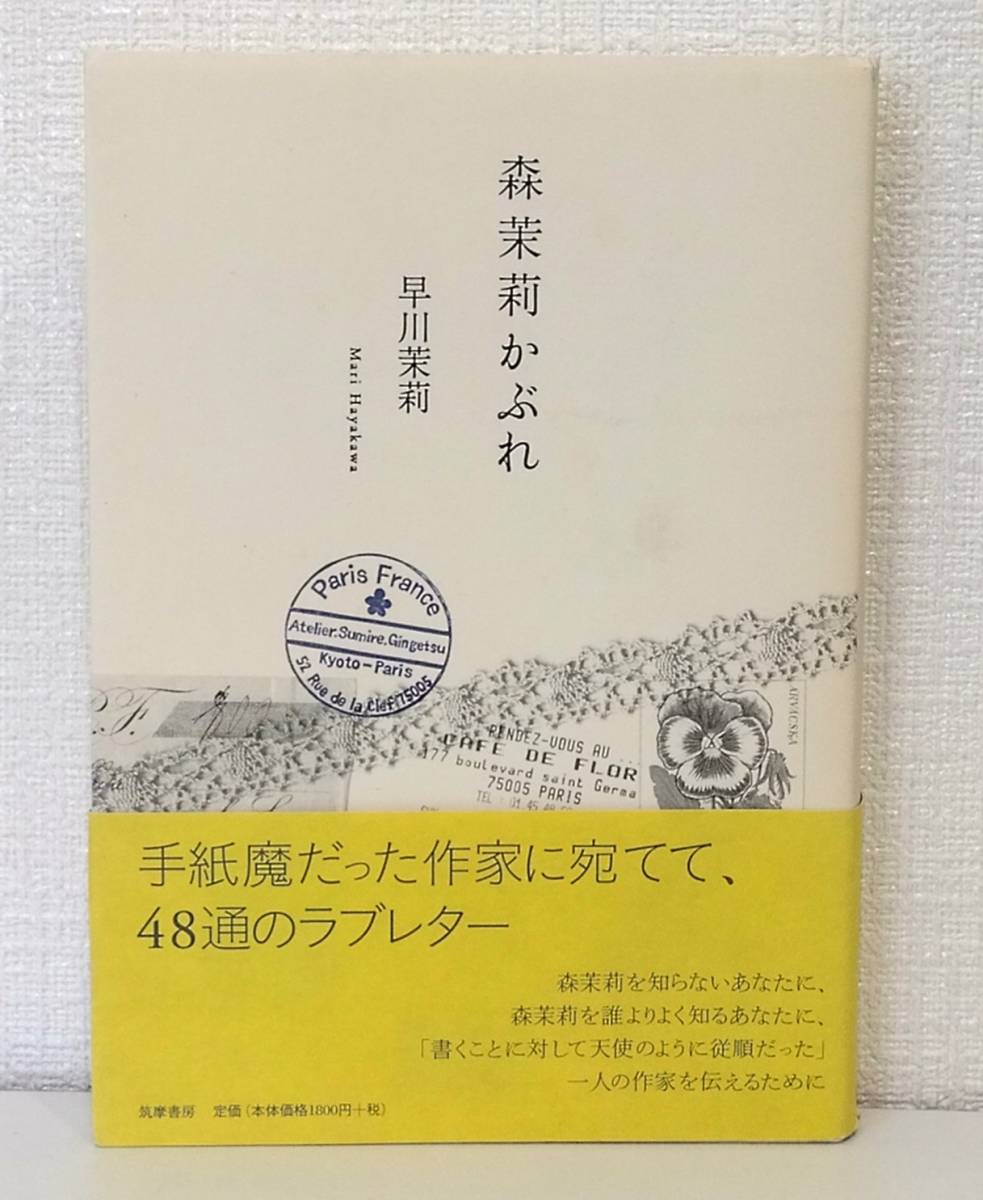 森茉莉かぶれ
早川茉莉
Mari Hayakawa
Paris France
Atelier.Sumire.Gingetsu
Kyoto-Paris
52 Rue de la Clef 75005
RENDEZ-VOUS AU
CAFE DE FLOR
177 boulevard saint Germa
75005 PARIS
TEL : 01 45 48
ARVACSKA
手紙魔だった作家に宛てて、
48通のラブレター
森茉莉を知らないあなたに、
森茉莉を誰よりよく知るあなたに、
「書くことに対して天使のように従順だった」
一人の作家を伝えるために
筑摩書房 定価(本体価格1800円+税)